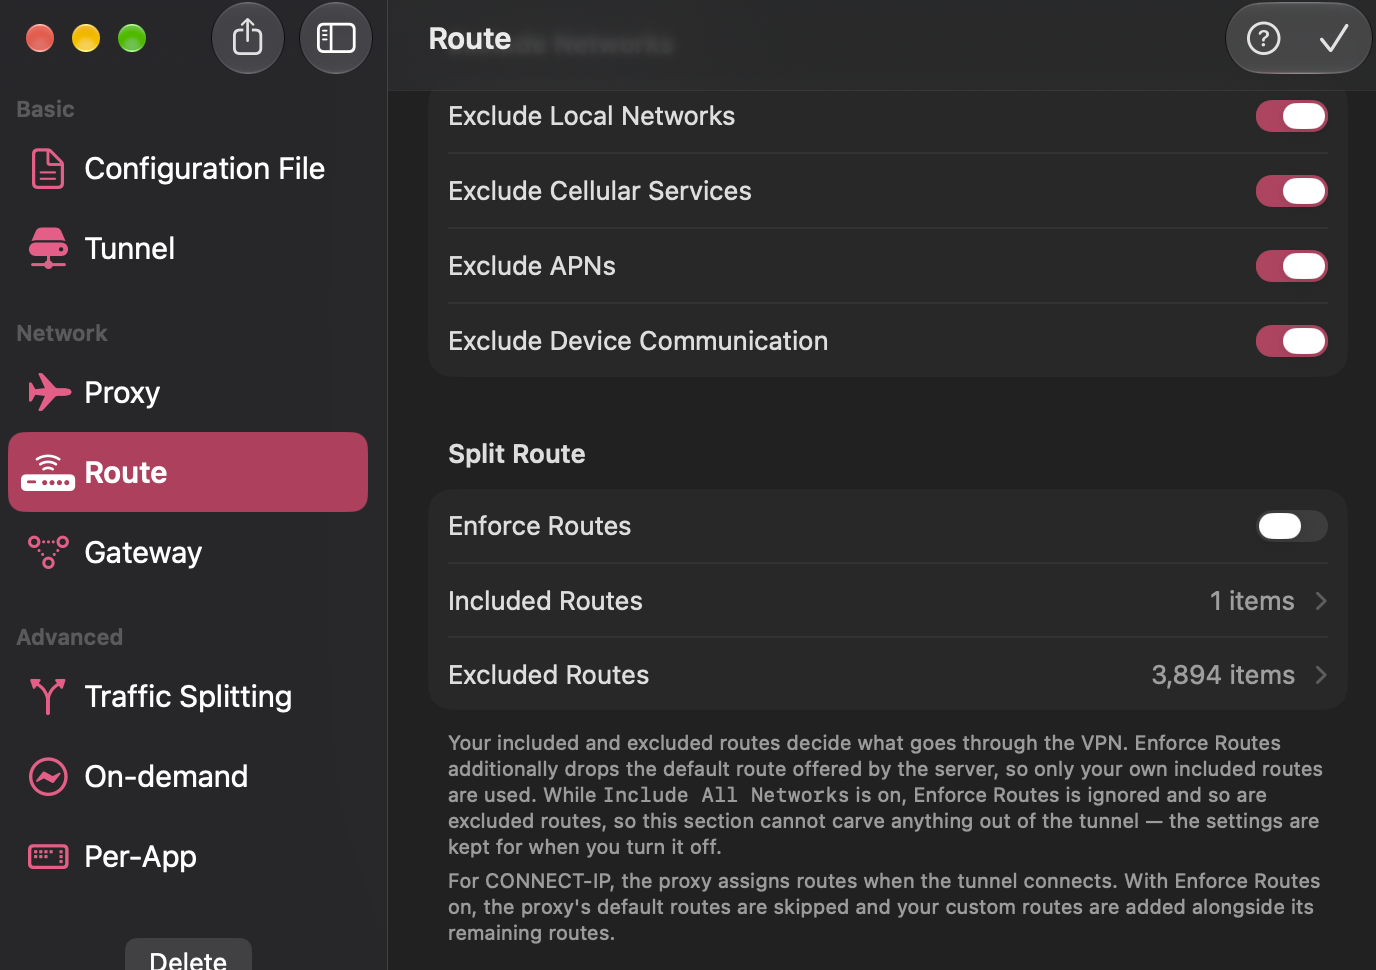 Route
Basic
Configuration File
Tunnel
Network
Proxy
Route
Gateway
Advanced
Traffic Splitting
On-demand
Per-App
Delete
Exclude Local Networks
Exclude Cellular Services
Exclude APNs
Exclude Device Communication
Split Route
Enforce Routes
Included Routes 1 items
Excluded Routes 3,894 items
Your included and excluded routes decide what goes through the VPN. Enforce Routes
additionally drops the default route offered by the server, so only your own included routes
are used. While Include All Networks is on, Enforce Routes is ignored and so are
excluded routes, so this section cannot carve anything out of the tunnel — the settings are
kept for when you turn it off.
For CONNECT-IP, the proxy assigns routes when the tunnel connects. With Enforce Routes
on, the proxy's default routes are skipped and your custom routes are added alongside its
remaining routes.